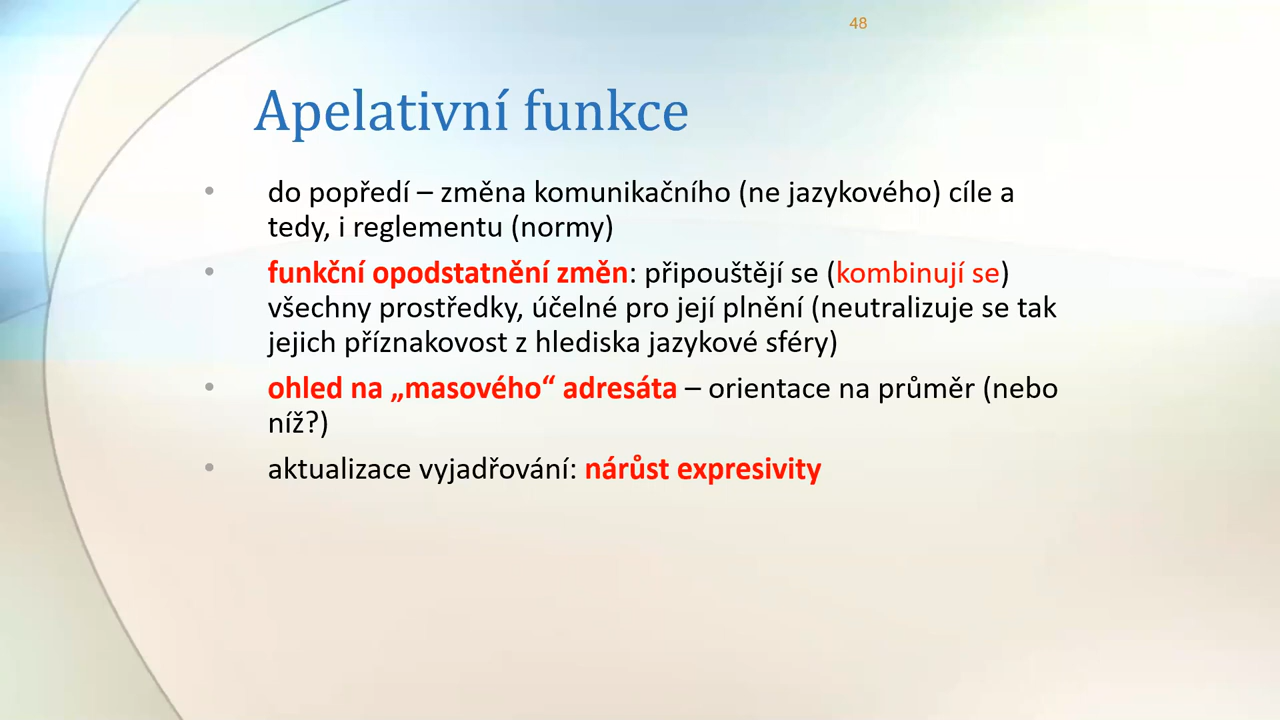 48
Apelativní funkce
• do popředí – změna komunikačního (ne jazykového) cíle a
tedy, i reglementu (normy)
• funkční opodstatnění změn: připouštějí se (kombinují se)
všechny prostředky, účelné pro její plnění (neutralizuje se tak
jejich příznakovost z hlediska jazykové sféry)
• ohled na „masového“ adresáta – orientace na průměr (nebo
níž?)
• aktualizace vyjadřování: nárůst expresivity